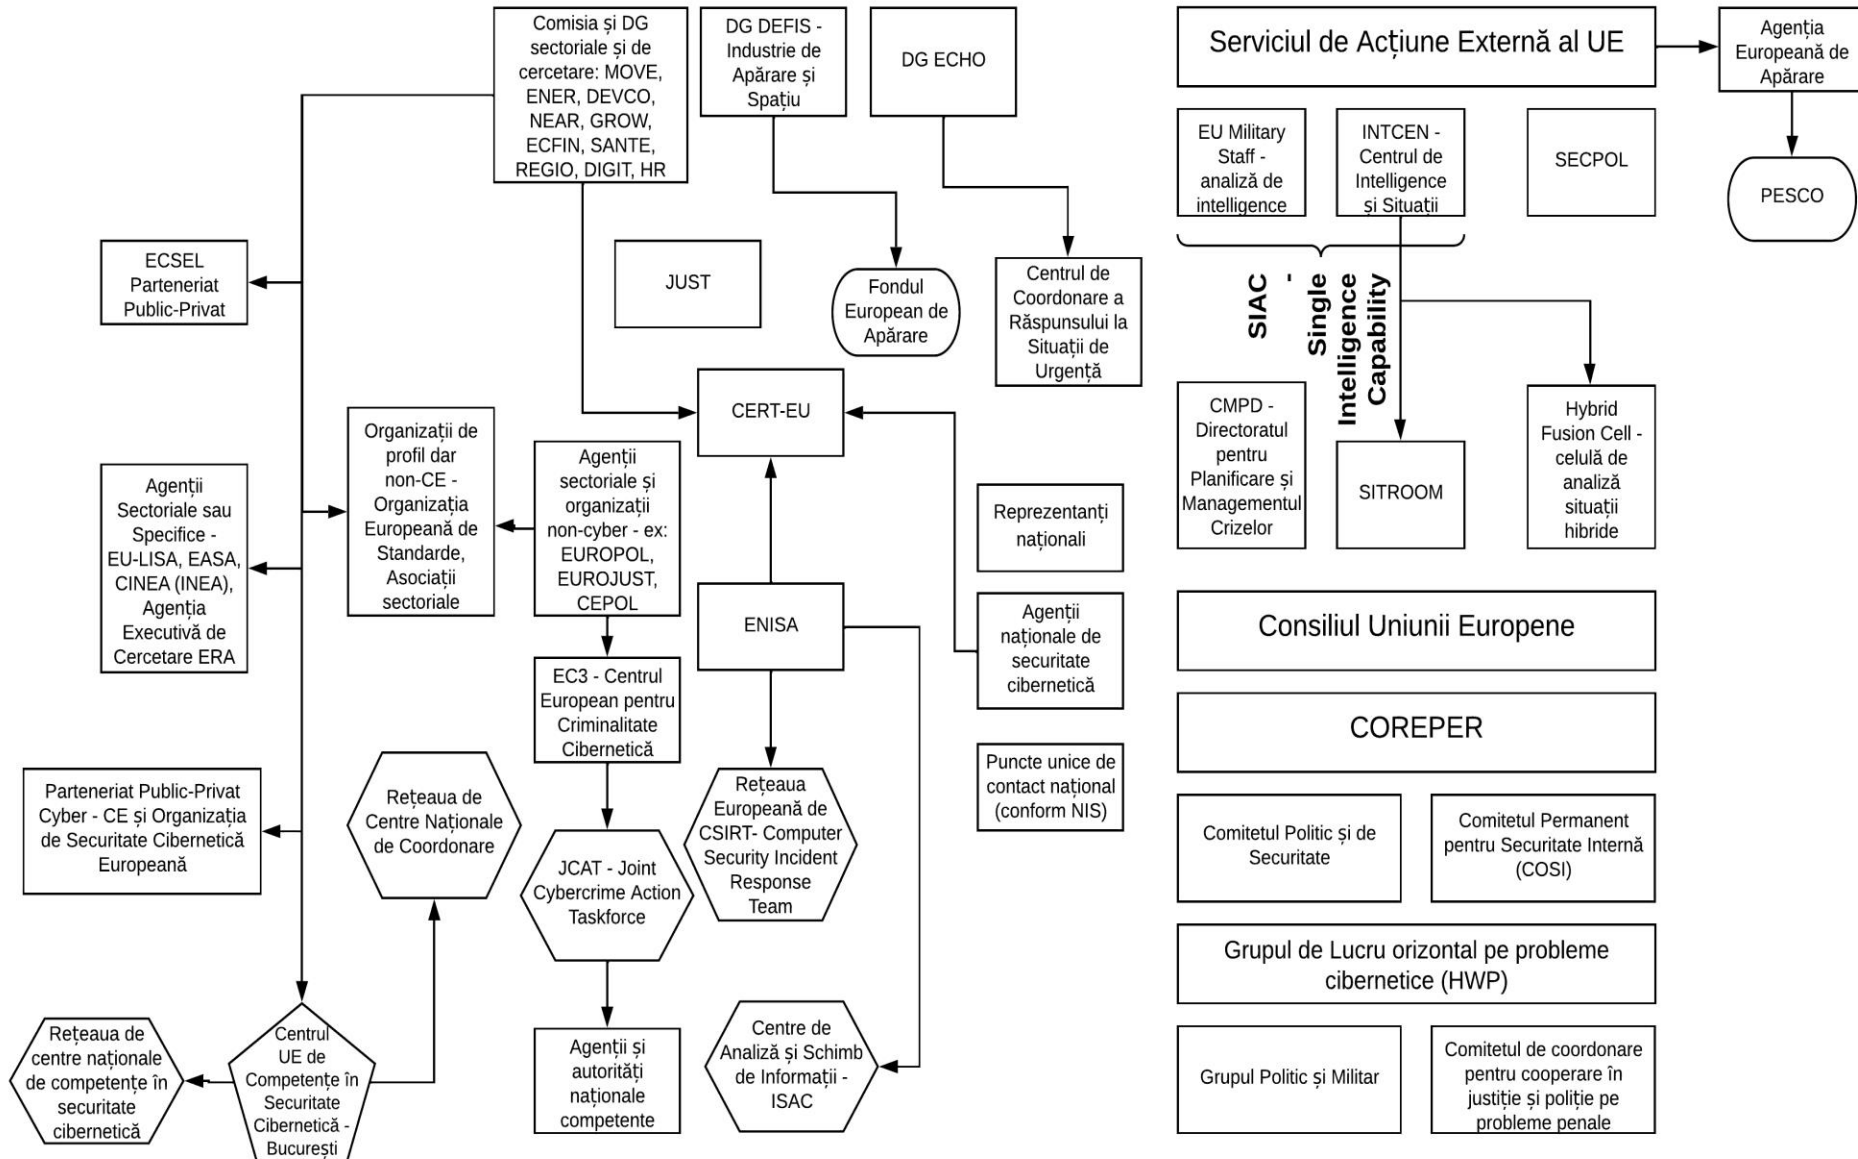 Comisia și DG
sectoriale și de
cercetare: MOVE,
ENER, DEVCO,
NEAR, GROW,
ECFIN, SANTE,
REGIO, DIGIT, HR
DG DEFIS -
Industrie de
Apărare și
Spațiu
DG ECHO
Serviciul de Acțiune Externă al UE
Agenția
Europeană de
Apărare
EU Military
Staff -
analiză de
intelligence
INTCEN -
Centrul de
Intelligence
și Situații
SECPOL
PESCO
ECSEL
Parteneriat
Public-Privat
JUST
Fondul
European de
Apărare
Centrul de
Coordonare a
Răspunsului la
Situații de
Urgență
SIAC -
Single
Intelligence
Capability
CERT-EU
Organizații de
profil dar
non-CE -
Organizația
Europeană de
Standarde,
Asociații
sectoriale
Agenții
sectoriale și
organizații
non-cyber - ex:
EUROPOL,
EUROJUST,
CEPOL
Agenții
Sectoriale sau
Specifice -
EU-LISA, EASA,
CINEA (INEA),
Agenția
Executivă de
Cercetare ERA
CMPD -
Directoratul
pentru
Planificare și
Managementul
Crizelor
SITROOM
Hybrid
Fusion Cell -
celulă de
analiză
situații
hibride
Reprezentanți
naționali
ENISA
Agenții
naționale de
securitate
cibernetică
Consiliul Uniunii Europene
EC3 - Centrul
European pentru
Criminalitate
Cibernetică
COREPER
Parteneriat Public-Privat
Cyber - CE și Organizația
de Securitate Cibernetică
Europeană
Rețeaua de
Centre Naționale
de Coordonare
JCAT - Joint
Cybercrime Action
Taskforce
Rețeaua
Europeană de
CSIRT- Computer
Security Incident
Response
Team
Puncte unice de
contact național
(conform NIS)
Comitetul Politic și de
Securitate
Comitetul Permanent
pentru Securitate Internă
(COSI)
Grupul de Lucru orizontal pe probleme
cibernetice (HWP)
Rețeaua de
centre naționale
de competențe în
securitate
cibernetică
Centrul
UE de
Competențe în
Securitate
Cibernetică -
București
Agenții și
autorități
naționale
competente
Centre de
Analiză și Schimb
de Informații -
ISAC
Grupul Politic și Militar
Comitetul de coordonare
pentru cooperare în
justiție și poliție pe
probleme penale